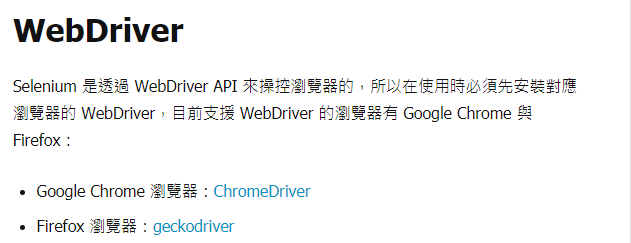 WebDriver
Selenium 是透過 WebDriver API 來操控瀏覽器的，所以在使用時必須先安裝對應
瀏覽器的 WebDriver，目前支援 WebDriver 的瀏覽器有 Google Chrome 與
Firefox：
• Google Chrome 瀏覽器：ChromeDriver
• Firefox 瀏覽器：geckodriver